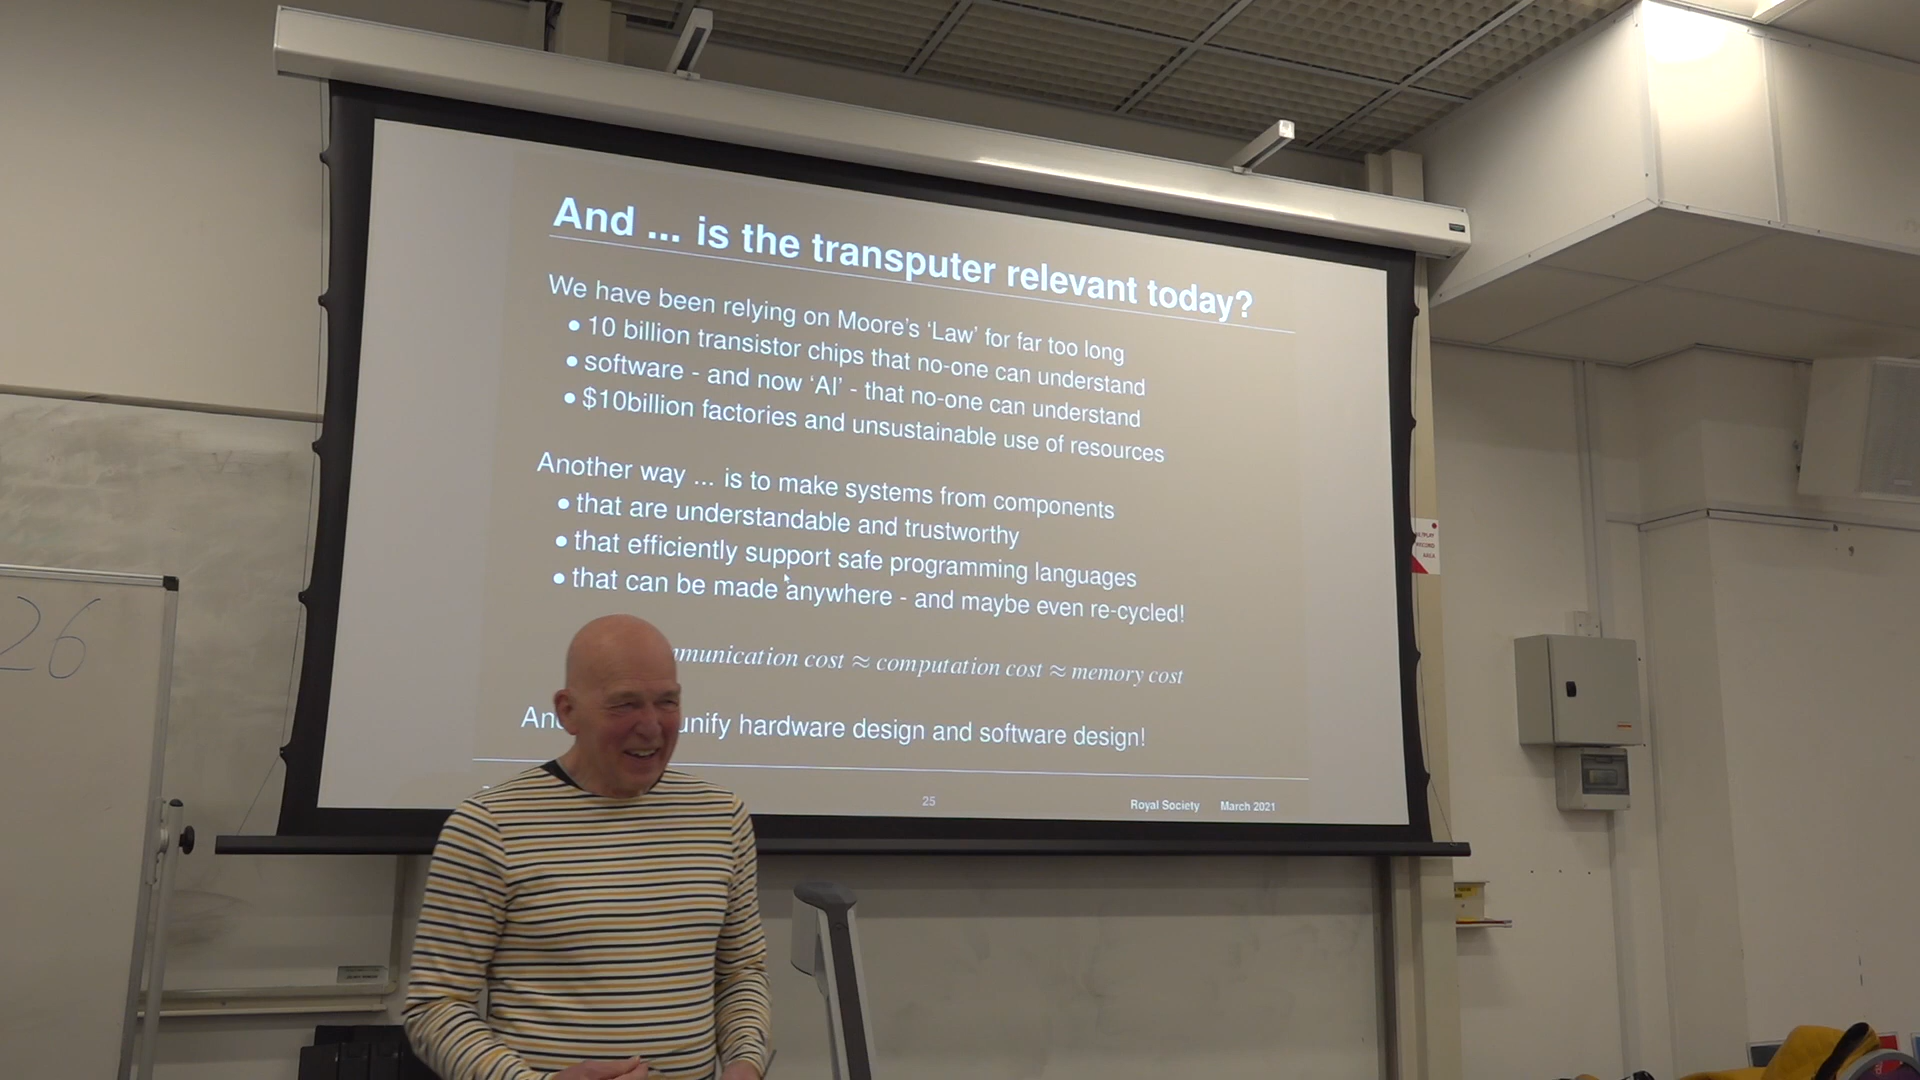 And ... is the transputer relevant today?
We have been relying on Moore's ‘Law’ for far too long
• 10 billion transistor chips that no-one can understand
• software - and now ‘AI’ - that no-one can understand
• $10billion factories and unsustainable use of resources
Another way ... is to make systems from components
• that are understandable and trustworthy
• that efficiently support safe programming languages
• that can be made anywhere - and maybe even re-cycled!
cost ≈ computation cost ≈ memory cost
hardware design and software design!
25
Royal Society March 2021
26